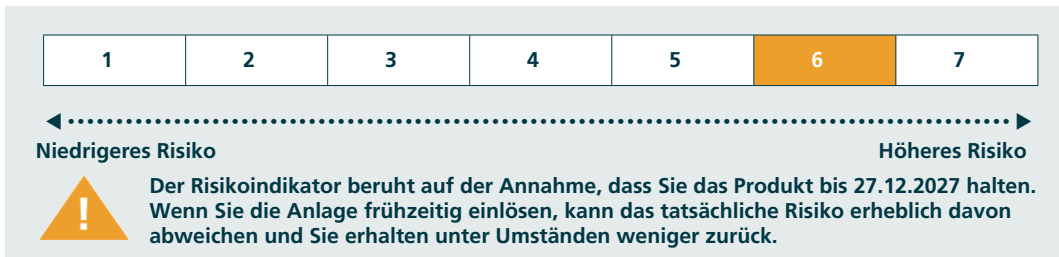 1 2 3 4 5 6 7
Niedrigeres Risiko Höheres Risiko
Der Risikoindikator beruht auf der Annahme, dass Sie das Produkt bis 27.12.2027 halten.
Wenn Sie die Anlage frühzeitig einlösen, kann das tatsächliche Risiko erheblich davon
abweichen und Sie erhalten unter Umständen weniger zurück.